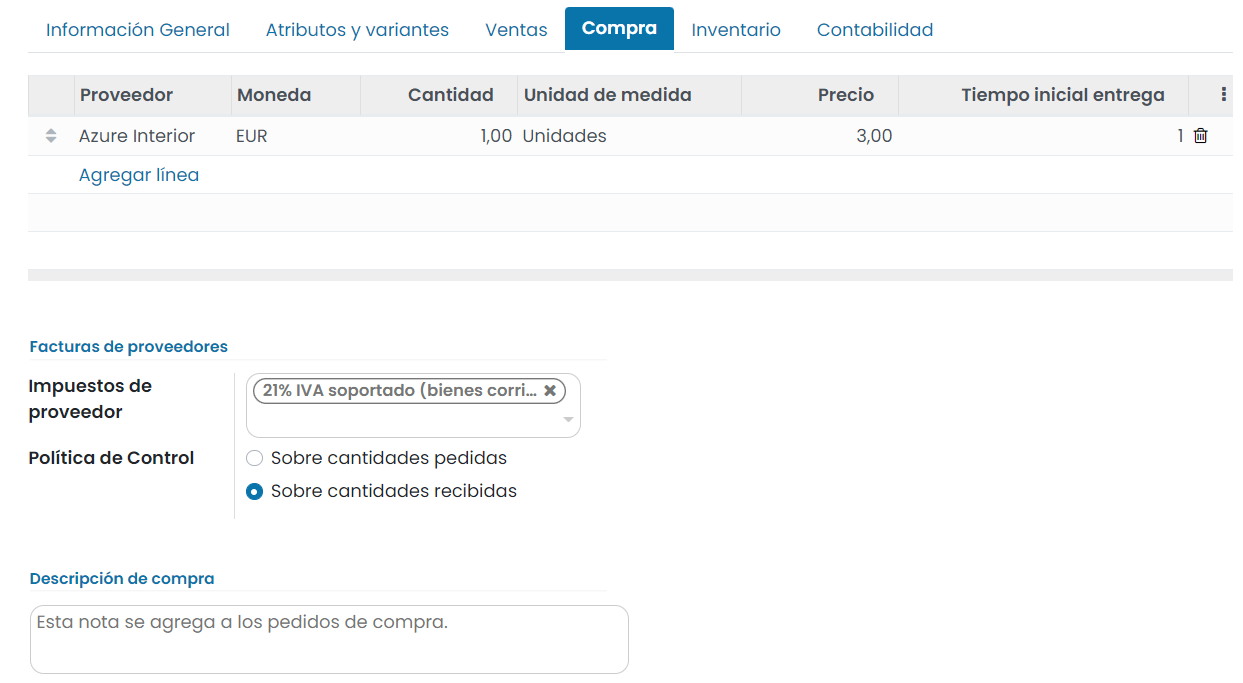 Información General Atributos y variantes Ventas Compra Inventario Contabilidad
Proveedor Moneda Cantidad Unidad de medida Precio Tiempo inicial entrega
Azure Interior EUR 1,00 Unidades 3,00 1
Agregar línea
Facturas de proveedores
Impuestos de
proveedor
21% IVA soportado (bienes corri...
Política de Control
Sobre cantidades pedidas
Sobre cantidades recibidas
Descripción de compra
Esta nota se agrega a los pedidos de compra.